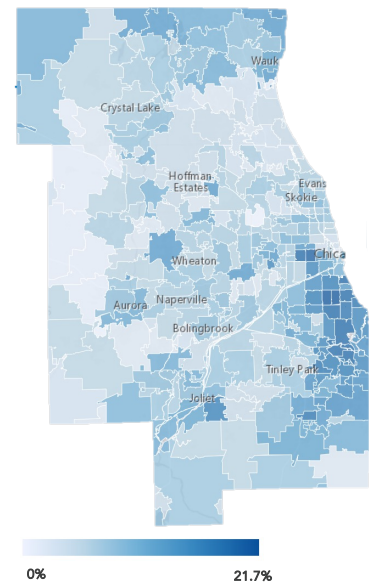 Wauk
Crystal Lake
Hoffman
Estates
Evans
Skokie
Chica
Wheaton
Aurora
Naperville
Bolingbrook
Tinley Park
Joliet
0%
21.7%